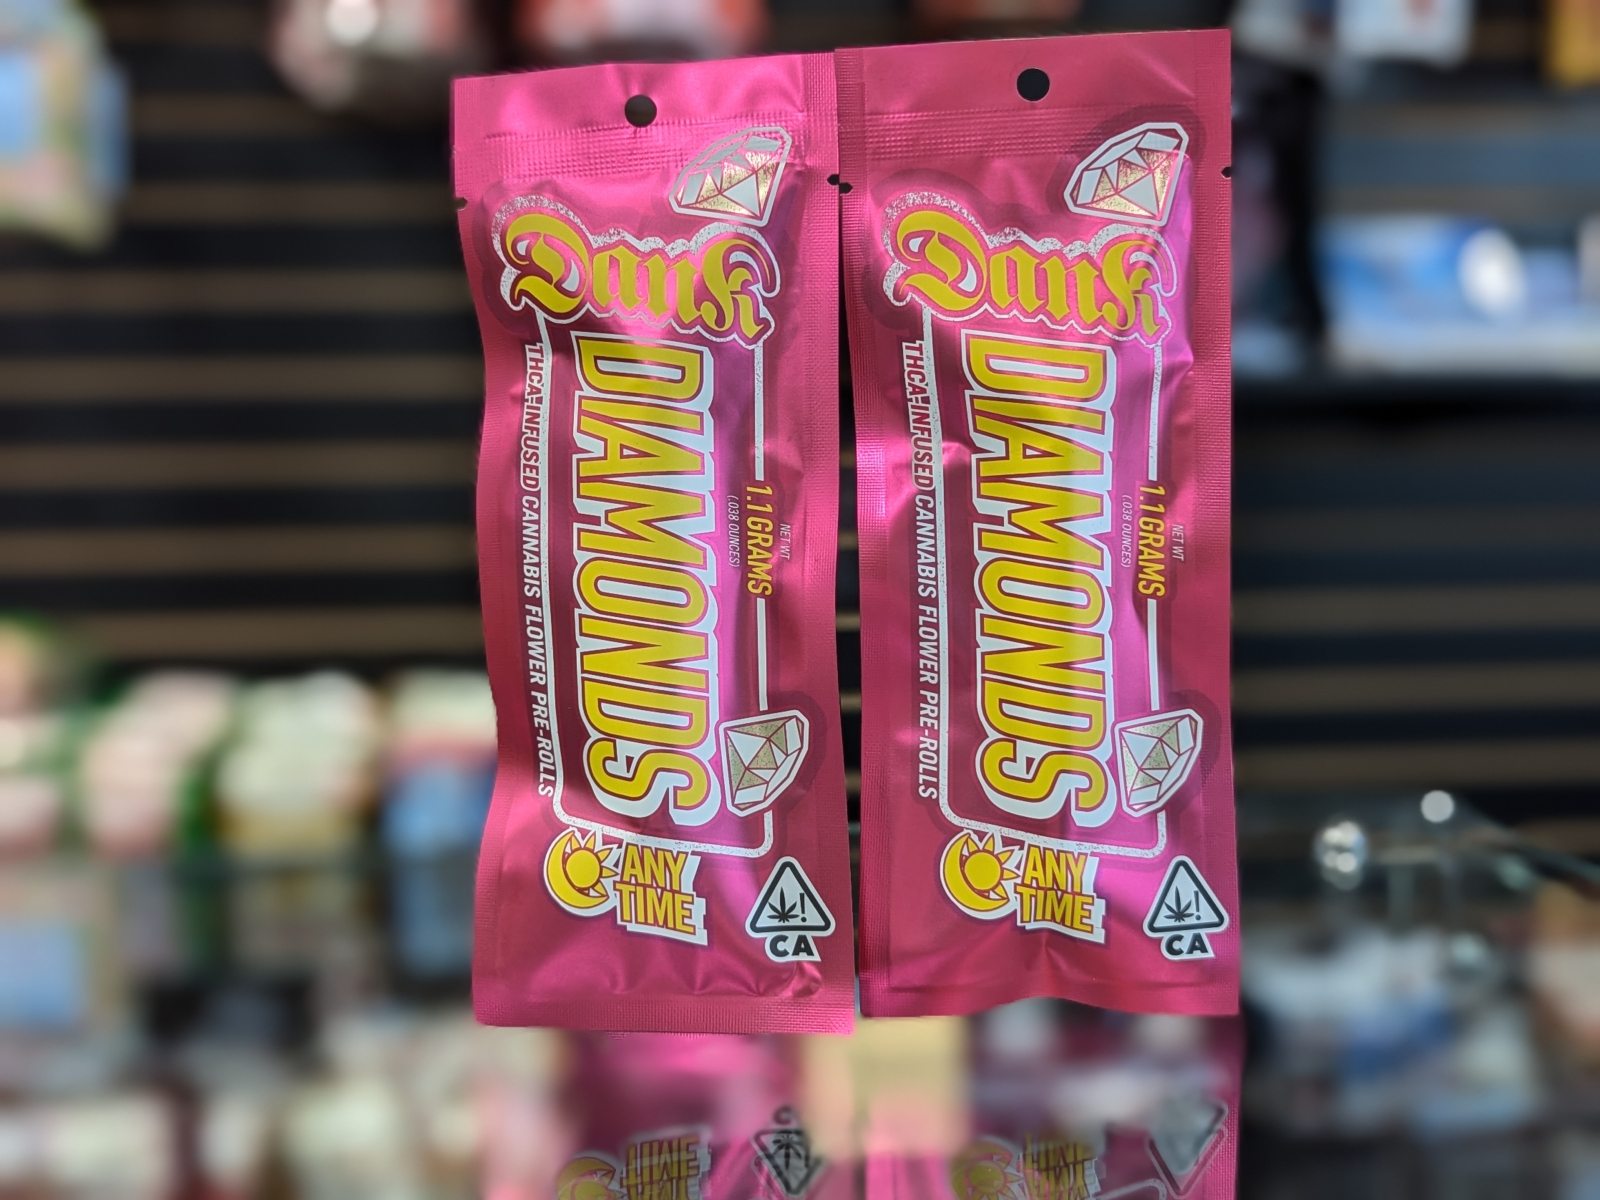 Dank
DIAMONDS
THCA-INFUSED CANNABIS FLOWER PRE-ROLLS
NET WT
1.1 GRAMS
(.038 OUNCES)
ANY
TIME
!
CA
Dank
DIAMONDS
THCA-INFUSED CANNABIS FLOWER PRE-ROLLS
NET WT
1.1 GRAMS
(.038 OUNCES)
ANY
TIME
!
CA